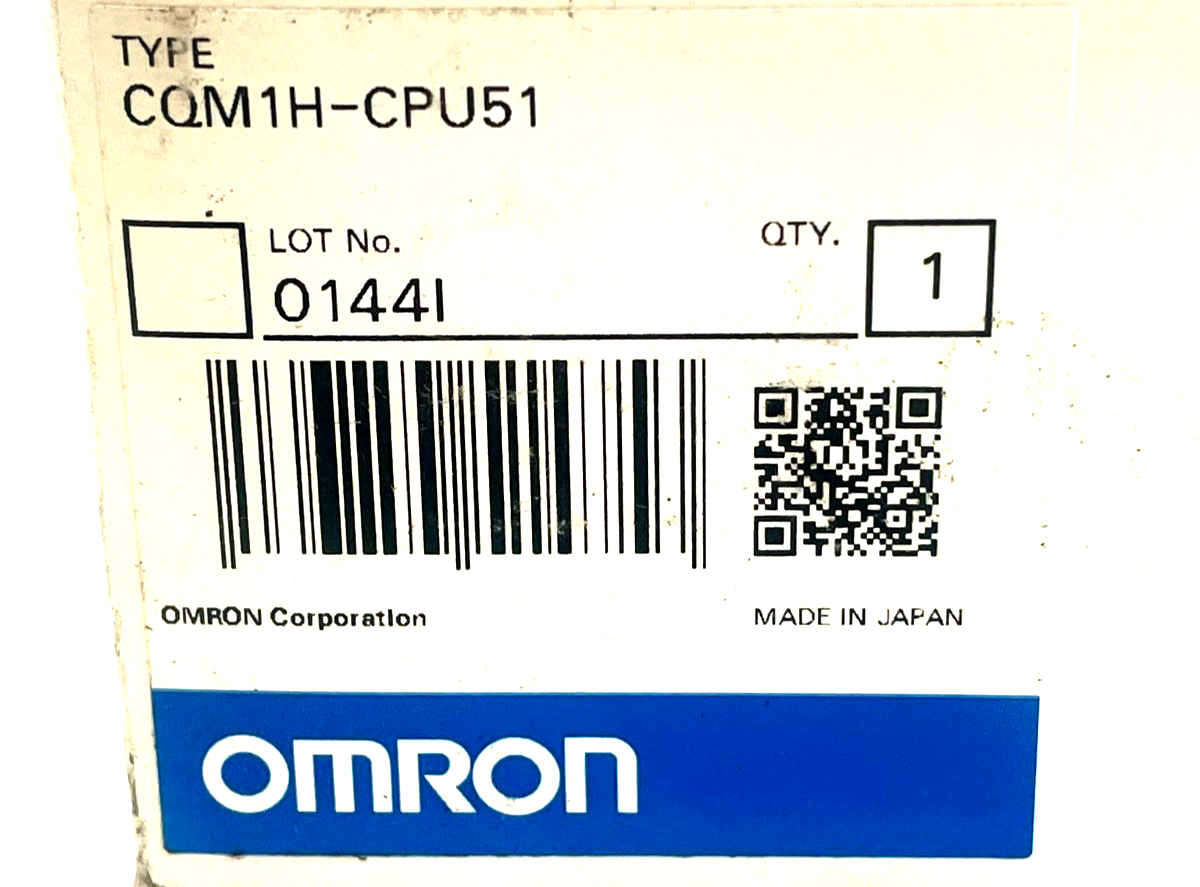 TYPE
CQM1H-CPU51
LOT No.
0144I
QTY.
1
OMRON Corporation
MADE IN JAPAN
OMRON